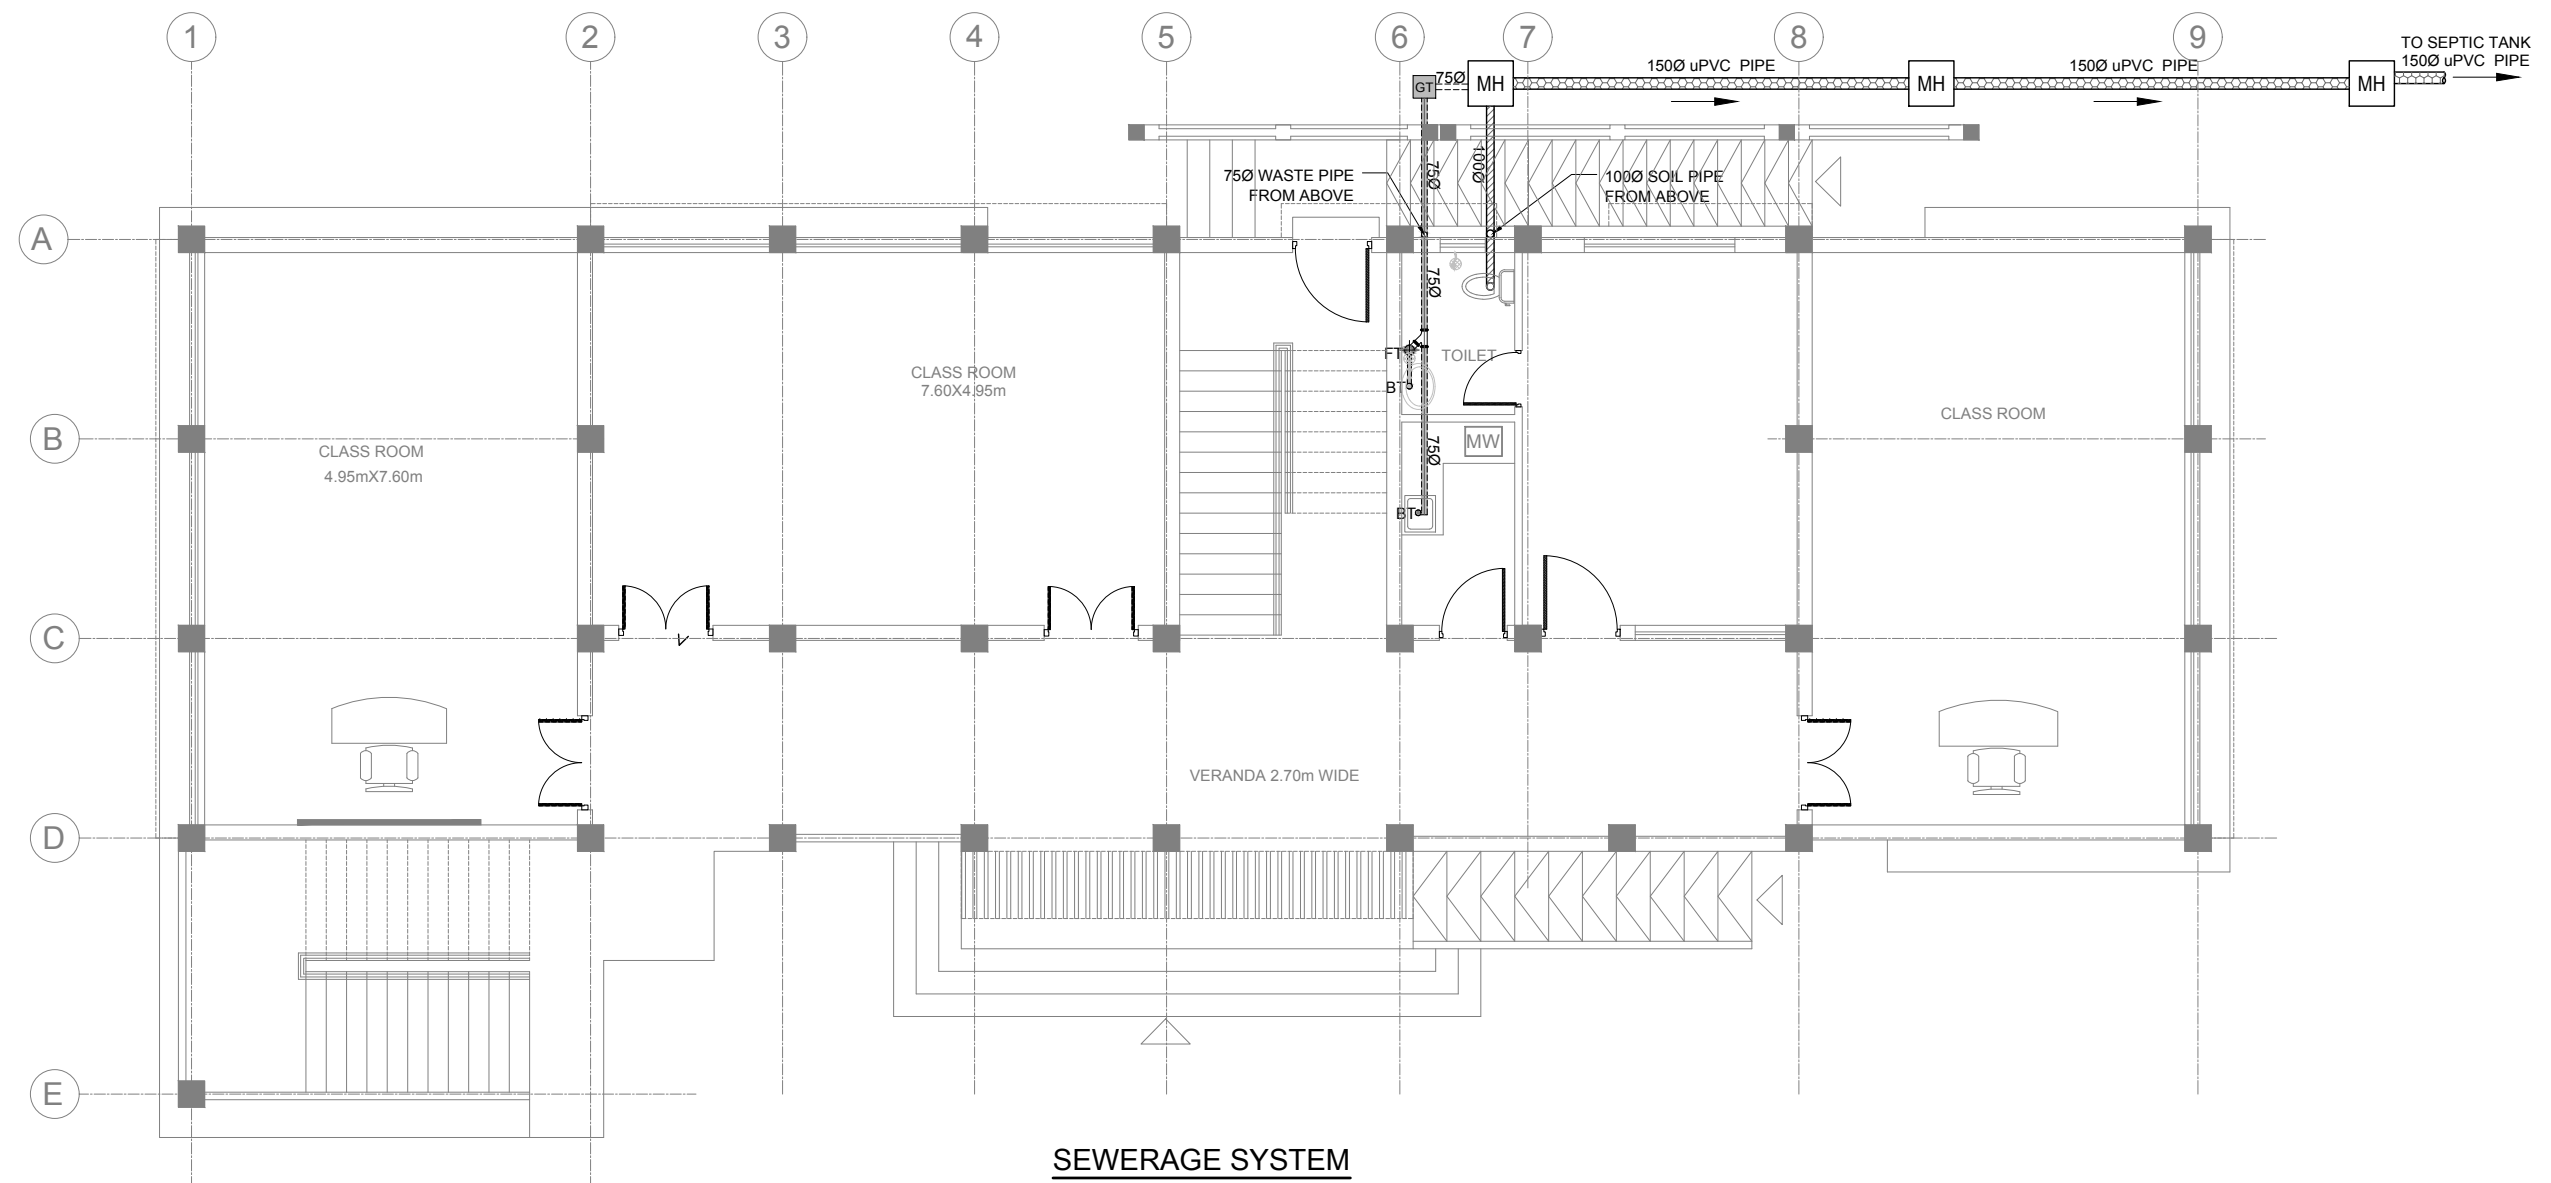 1
2
3
4
5
6
7
8
9
TO SEPTIC TANK
150Ø uPVC PIPE
150Ø uPVC PIPE
150Ø uPVC PIPE
GT
75Ø
MH
MH
MH
75Ø WASTE PIPE
FROM ABOVE
75Ø
100Ø
100Ø SOIL PIPE
FROM ABOVE
A
75Ø
FT
TOILET
BT
CLASS ROOM
7.60X4.95m
CLASS ROOM
B
CLASS ROOM
4.95mX7.60m
75Ø
MW
BT
C
VERANDA 2.70m WIDE
D
E
SEWERAGE SYSTEM